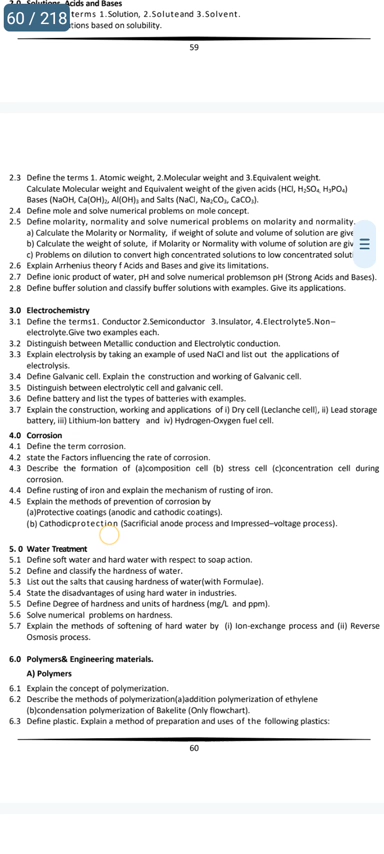 2.0 Solutions, Acids and Bases
60 / 218
terms 1.Solution, 2.Soluteand 3.Solvent.
tions based on solubility.
59
2.3 Define the terms 1. Atomic weight, 2.Molecular weight and 3.Equivalent weight.
Calculate Molecular weight and Equivalent weight of the given acids (HCl, H₂SO₄, H₃PO₄)
Bases (NaOH, Ca(OH)₂, Al(OH)₃ and Salts (NaCl, Na₂CO₃, CaCO₃).
2.4 Define mole and solve numerical problems on mole concept.
2.5 Define molarity, normality and solve numerical problems on molarity and normality.
a) Calculate the Molarity or Normality, if weight of solute and volume of solution are give
b) Calculate the weight of solute, if Molarity or Normality with volume of solution are giv
c) Problems on dilution to convert high concentrated solutions to low concentrated solut
2.6 Explain Arrhenius theory f Acids and Bases and give its limitations.
2.7 Define ionic product of water, pH and solve numerical problemson pH (Strong Acids and Bases).
2.8 Define buffer solution and classify buffer solutions with examples. Give its applications.
3.0 Electrochemistry
3.1 Define the terms1. Conductor 2.Semiconductor 3.Insulator, 4.Electrolyte5.Non–
electrolyte.Give two examples each.
3.2 Distinguish between Metallic conduction and Electrolytic conduction.
3.3 Explain electrolysis by taking an example of used NaCl and list out the applications of
electrolysis.
3.4 Define Galvanic cell. Explain the construction and working of Galvanic cell.
3.5 Distinguish between electrolytic cell and galvanic cell.
3.6 Define battery and list the types of batteries with examples.
3.7 Explain the construction, working and applications of i) Dry cell (Leclanche cell), ii) Lead storage
battery, iii) Lithium-Ion battery and iv) Hydrogen-Oxygen fuel cell.
4.0 Corrosion
4.1 Define the term corrosion.
4.2 state the Factors influencing the rate of corrosion.
4.3 Describe the formation of (a)composition cell (b) stress cell (c)concentration cell during
corrosion.
4.4 Define rusting of iron and explain the mechanism of rusting of iron.
4.5 Explain the methods of prevention of corrosion by
(a)Protective coatings (anodic and cathodic coatings).
(b) Cathodicprotection (Sacrificial anode process and Impressed–voltage process).
5. 0 Water Treatment
5.1 Define soft water and hard water with respect to soap action.
5.2 Define and classify the hardness of water.
5.3 List out the salts that causing hardness of water(with Formulae).
5.4 State the disadvantages of using hard water in industries.
5.5 Define Degree of hardness and units of hardness (mg/L and ppm).
5.6 Solve numerical problems on hardness.
5.7 Explain the methods of softening of hard water by (i) Ion-exchange process and (ii) Reverse
Osmosis process.
6.0 Polymers& Engineering materials.
A) Polymers
6.1 Explain the concept of polymerization.
6.2 Describe the methods of polymerization(a)addition polymerization of ethylene
(b)condensation polymerization of Bakelite (Only flowchart).
6.3 Define plastic. Explain a method of preparation and uses of the following plastics:
60